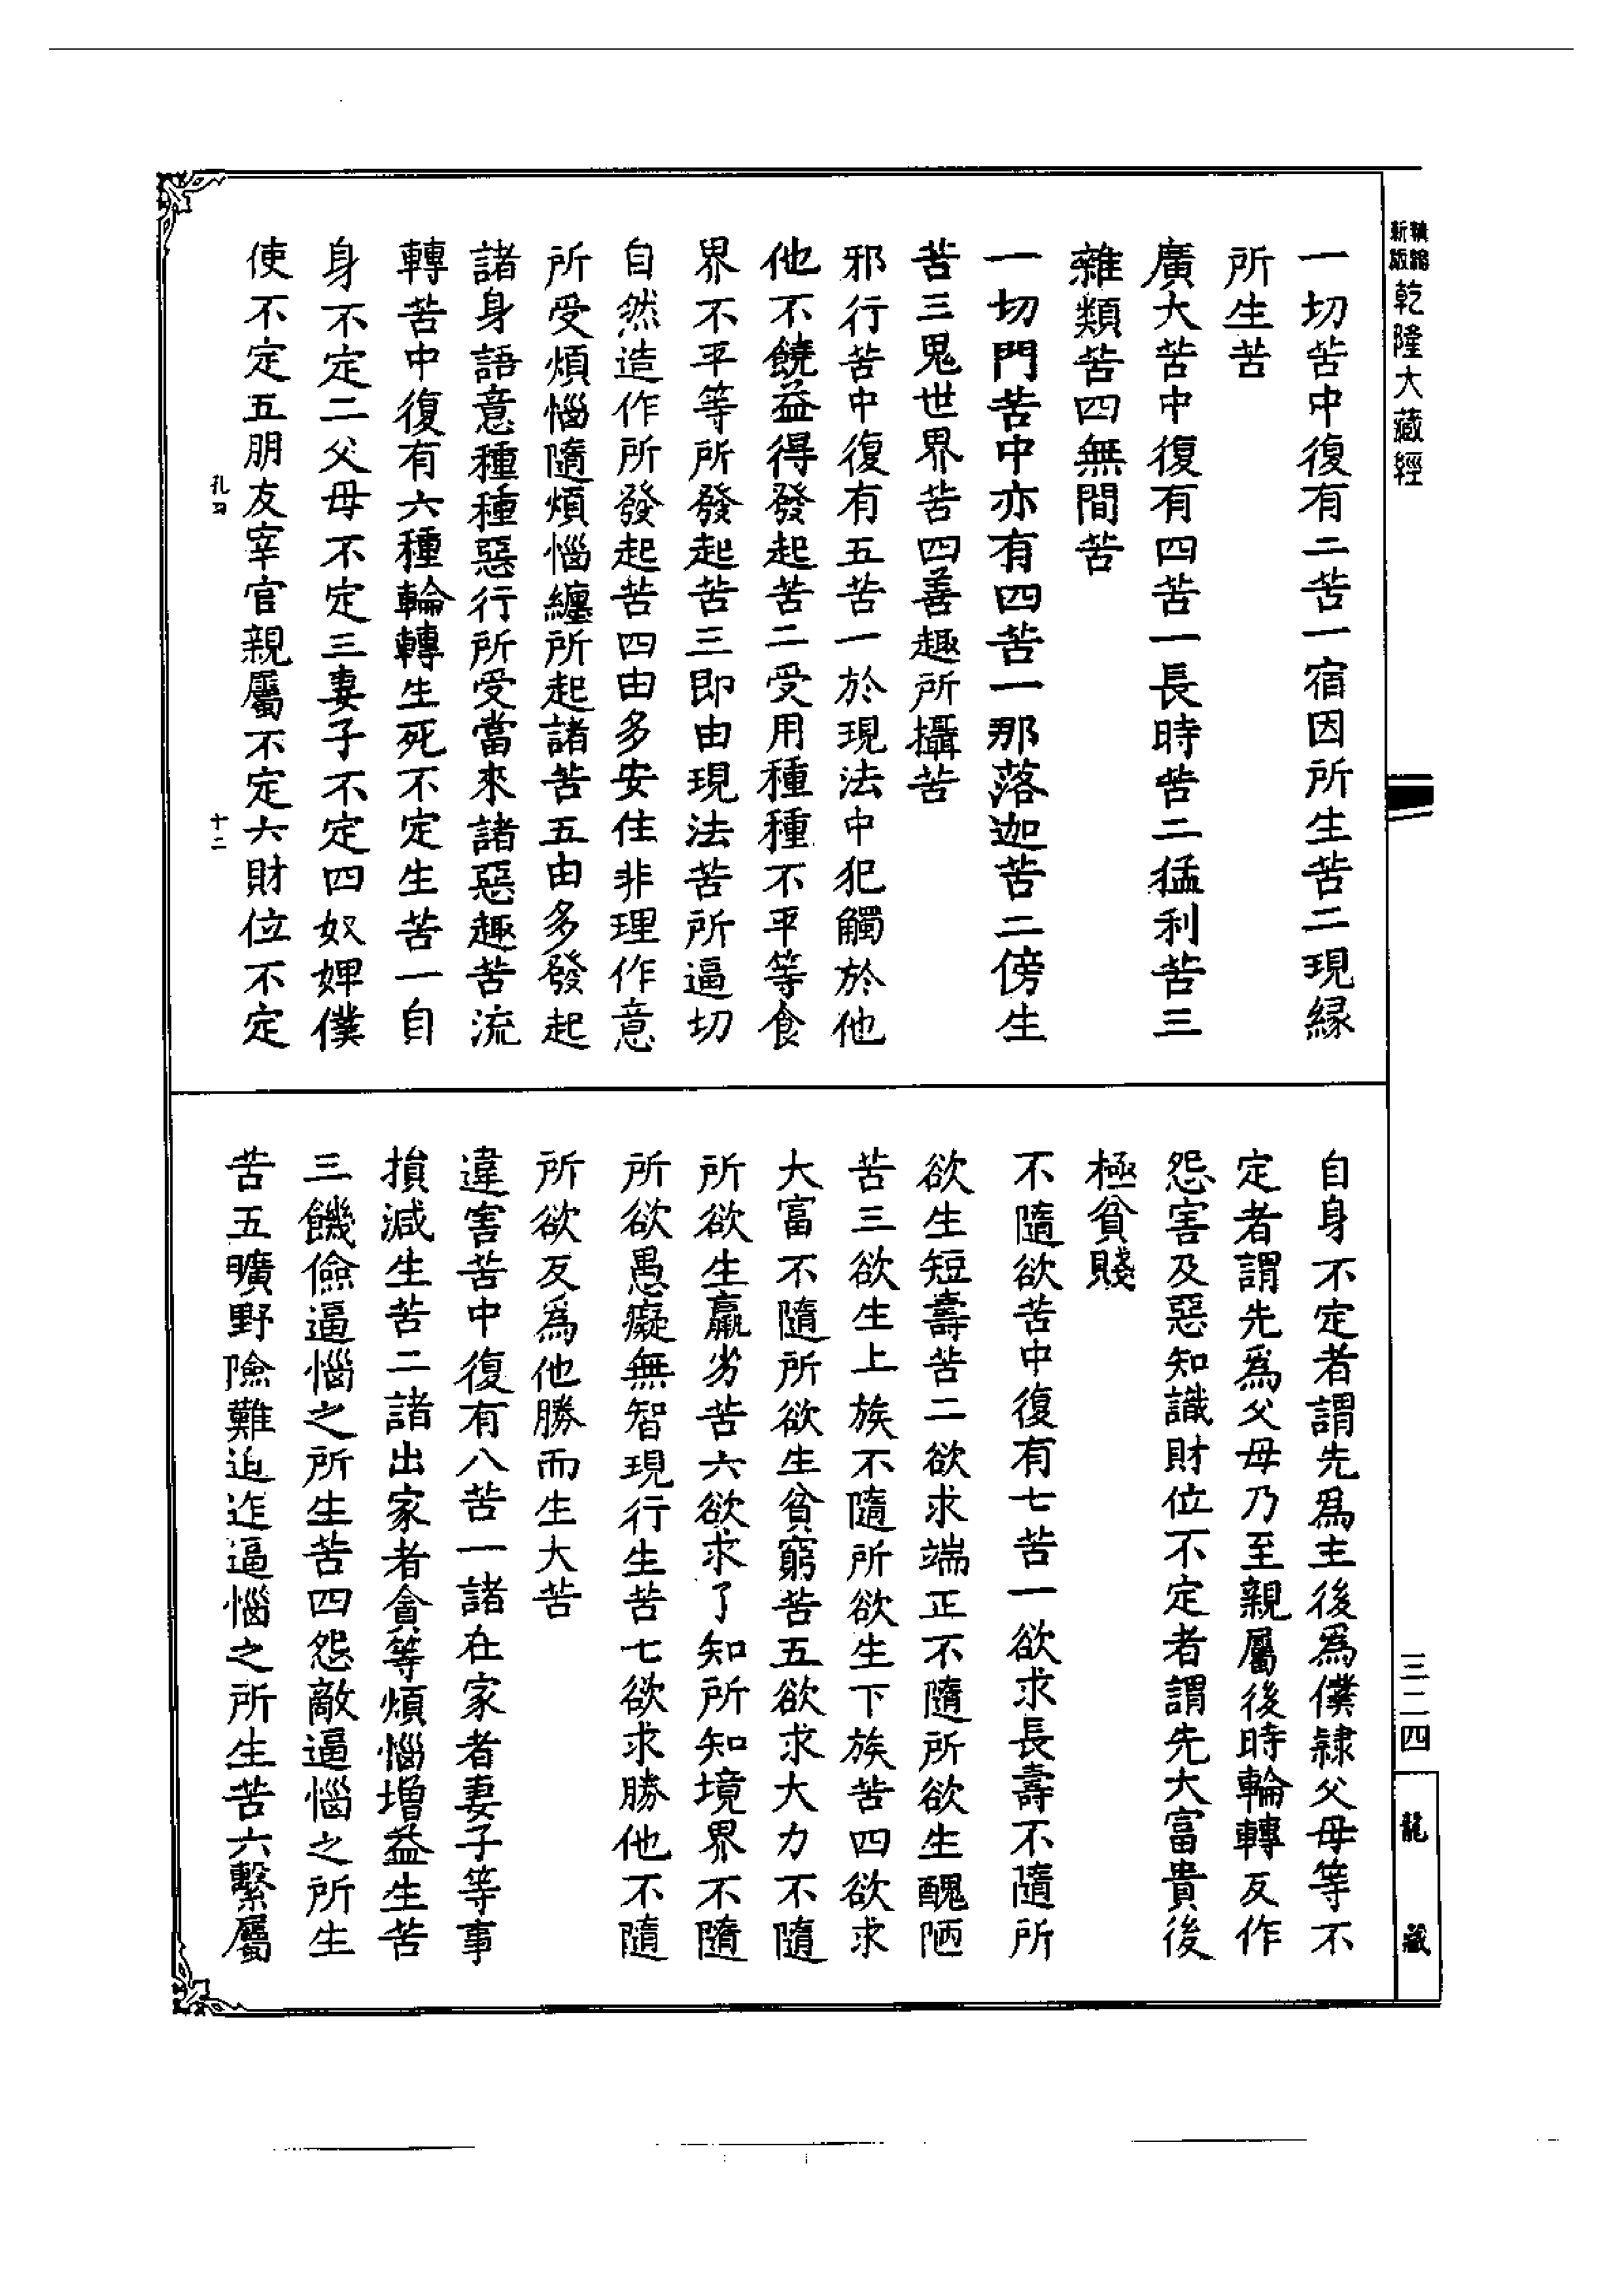 乾隆大藏經
一切苦中復有二苦一宿因所生苦二現緣
所生苦
廣大苦中復有四苦一長時苦二猛利苦三
雜類苦四無間苦
一切門苦中亦有四苦一那落迦苦二傍生
苦三鬼世界苦四善趣所攝苦
邪行苦中復有五苦一於現法中犯觸於他
他不饒益得發起苦二受用種種不平等食
界不平等所發起苦三即由現法苦所逼切
自然造作所發起苦四由多安住非理作意
所受煩惱隨煩惱纏所起諸苦五由多發起
諸身語意種種惡行所受當來諸惡趣苦流
轉苦中復有六種輪轉生死不定生苦一自
身不定二父母不定三妻子不定四奴婢僕
使不定五朋友宰官親屬不定六財位不定
十二
自身不定者謂先爲主後爲僕隸父母等不
定者謂先爲父母乃至親屬後時輪轉反作
怨害及惡知識財位不定者謂先大富貴後
極貧賤
不隨欲苦中復有七苦一欲求長壽不隨所
欲生短壽苦二欲求端正不隨所欲生醜陋
苦三欲生上族不隨所欲生下族苦四欲求
大富不隨所欲生貧窮苦五欲求大力不隨
所欲生羸劣苦六欲求了知所知境界不隨
所欲愚癡無智現行生苦七欲求勝他不隨
所欲反爲他勝而生大苦
違害苦中復有八苦一諸在家者妻子等事
損減生苦二諸出家者貪等煩惱增益生苦
三饑儉逼惱之所生苦四怨敵逼惱之所生
苦五曠野險難迫迮逼惱之所生苦六繫屬
三二四
龍藏